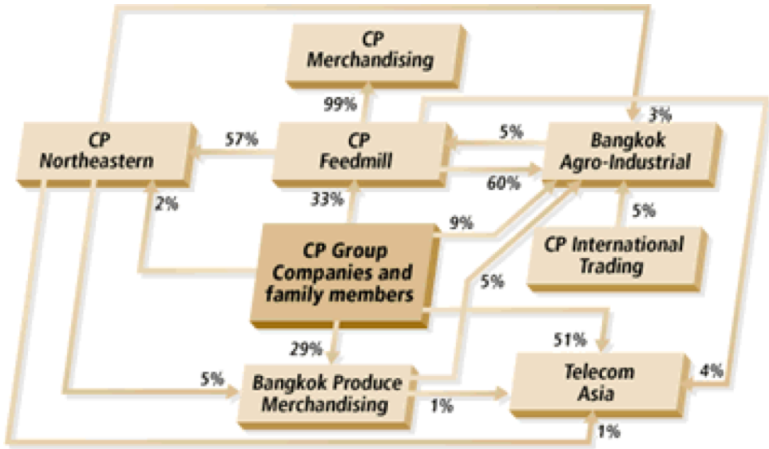 CP
Merchandising
99%
3%
CP
Northeastern
57%
CP
Feedmill
5%
Bangkok
Agro-Industrial
60%
2%
33%
9%
5%
CP Group
Companies and
family members
CP International
Trading
5%
29%
51%
5%
Bangkok Produce
Merchandising
1%
Telecom
Asia
4%
1%